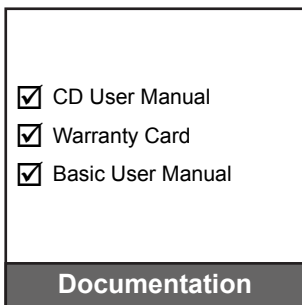 ☑ CD User Manual
☑ Warranty Card
☑ Basic User Manual
Documentation